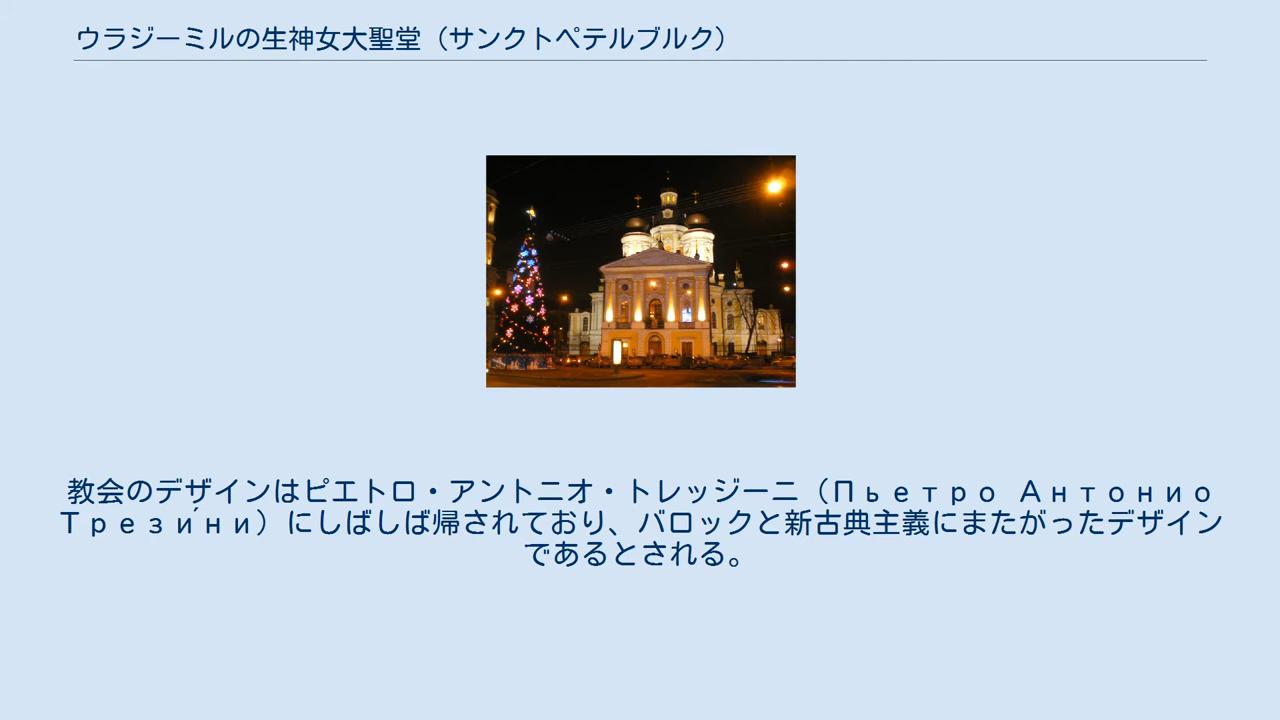 ウラジーミルの生神女大聖堂（サンクトペテルブルク）
教会のデザインはピエトロ・アントニオ・トレッジーニ（Пьетро Антонио
Трези́ни）にしばしば帰されており、バロックと新古典主義にまたがったデザイン
であるとされる。